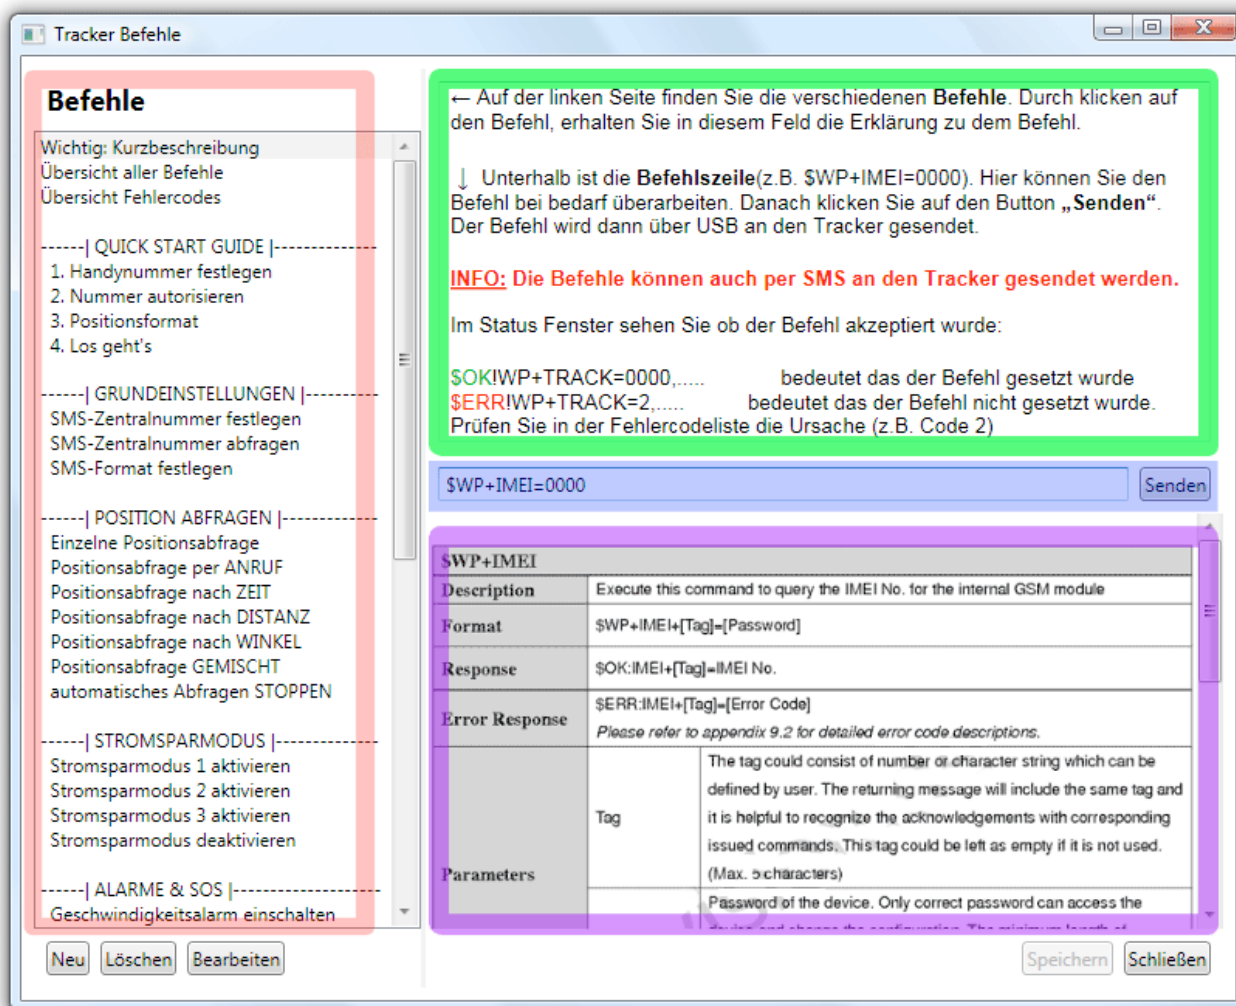 Tracker Befehle
Befehle
Wichtig: Kurzbeschreibung
Übersicht aller Befehle
Übersicht Fehlercodes
------| QUICK START GUIDE |--------------
1. Handynummer festlegen
2. Nummer autorisieren
3. Positionsformat
4. Los geht's
------| GRUNDEINSTELLUNGEN |----------
SMS-Zentralnummer festlegen
SMS-Zentralnummer abfragen
SMS-Format festlegen
------| POSITION ABFRAGEN |-------------
Einzelne Positionsabfrage
Positionsabfrage per ANRUF
Positionsabfrage nach ZEIT
Positionsabfrage nach DISTANZ
Positionsabfrage nach WINKEL
Positionsabfrage GEMISCHT
automatisches Abfragen STOPPEN
------| STROMSPARMODUS |--------------
Stromsparmodus 1 aktivieren
Stromsparmodus 2 aktivieren
Stromsparmodus 3 aktivieren
Stromsparmodus deaktivieren
------| ALARME & SOS |--------------------
Geschwindigkeitsalarm einschalten
Neu Löschen Bearbeiten
← Auf der linken Seite finden Sie die verschiedenen Befehle. Durch klicken auf
den Befehl, erhalten Sie in diesem Feld die Erklärung zu dem Befehl.
↓ Unterhalb ist die Befehlszeile(z.B. $WP+IMEI=0000). Hier können Sie den
Befehl bei bedarf überarbeiten. Danach klicken Sie auf den Button „Senden“.
Der Befehl wird dann über USB an den Tracker gesendet.
INFO: Die Befehle können auch per SMS an den Tracker gesendet werden.
Im Status Fenster sehen Sie ob der Befehl akzeptiert wurde:
$OK!WP+TRACK=0000,..... bedeutet das der Befehl gesetzt wurde
$ERR!WP+TRACK=2,..... bedeutet das der Befehl nicht gesetzt wurde.
Prüfen Sie in der Fehlercodeliste die Ursache (z.B. Code 2)
$WP+IMEI=0000 Senden
$WP+IMEI
Description Execute this command to query the IMEI No. for the internal GSM module
Format $WP+IMEI+[Tag]=[Password]
Response $OK:IMEI+[Tag]=IMEI No.
Error Response $ERR:IMEI+[Tag]=[Error Code]
Please refer to appendix 9.2 for detailed error code descriptions.
Parameters
Tag
The tag could consist of number or character string which can be
defined by user. The returning message will include the same tag and
it is helpful to recognize the acknowledgements with corresponding
issued commands. This tag could be left as empty if it is not used.
(Max. 5 characters)
Password of the device. Only correct password can access the
Speichern Schließen